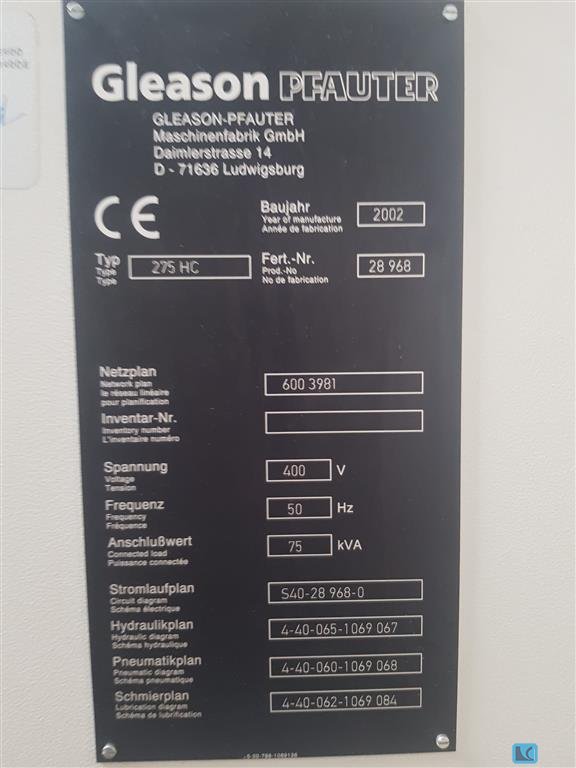 Gleason PFAUTER
GLEASON-PFAUTER
Maschinenfabrik GmbH
Daimlerstrasse 14
D - 71636 Ludwigsburg
CE
Baujahr 2002
Year of manufacture
Année de fabrication
Typ 275 HC
Type
Type
Fert.-Nr. 28 968
Prod.-No
No de fabrication
Netzplan 600 3981
Network plan
le réseau linéaire
pour planification
Inventar-Nr.
Inventory number
L'inventaire numéro
Spannung 400 V
Voltage
Tension
Frequenz 50 Hz
Frequency
Fréquence
Anschlußwert 75 kVA
Connected load
Puissance connectée
Stromlaufplan S40-28 968-0
Circuit diagram
Schéma électrique
Hydraulikplan 4-40-065-1069 067
Hydraulic diagram
Schéma hydraulique
Pneumatikplan 4-40-060-1069 068
Pneumatic diagram
Schéma pneumatique
Schmierplan 4-40-062-1069 084
Lubrication diagram
Schéma de lubrification